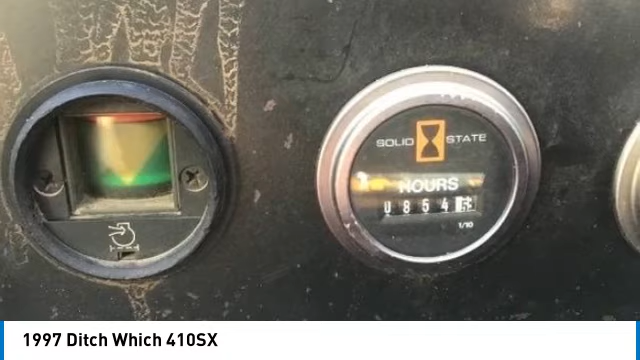 SOLID STATE
HOURS
0854
1/10
1997 Ditch Which 410SX